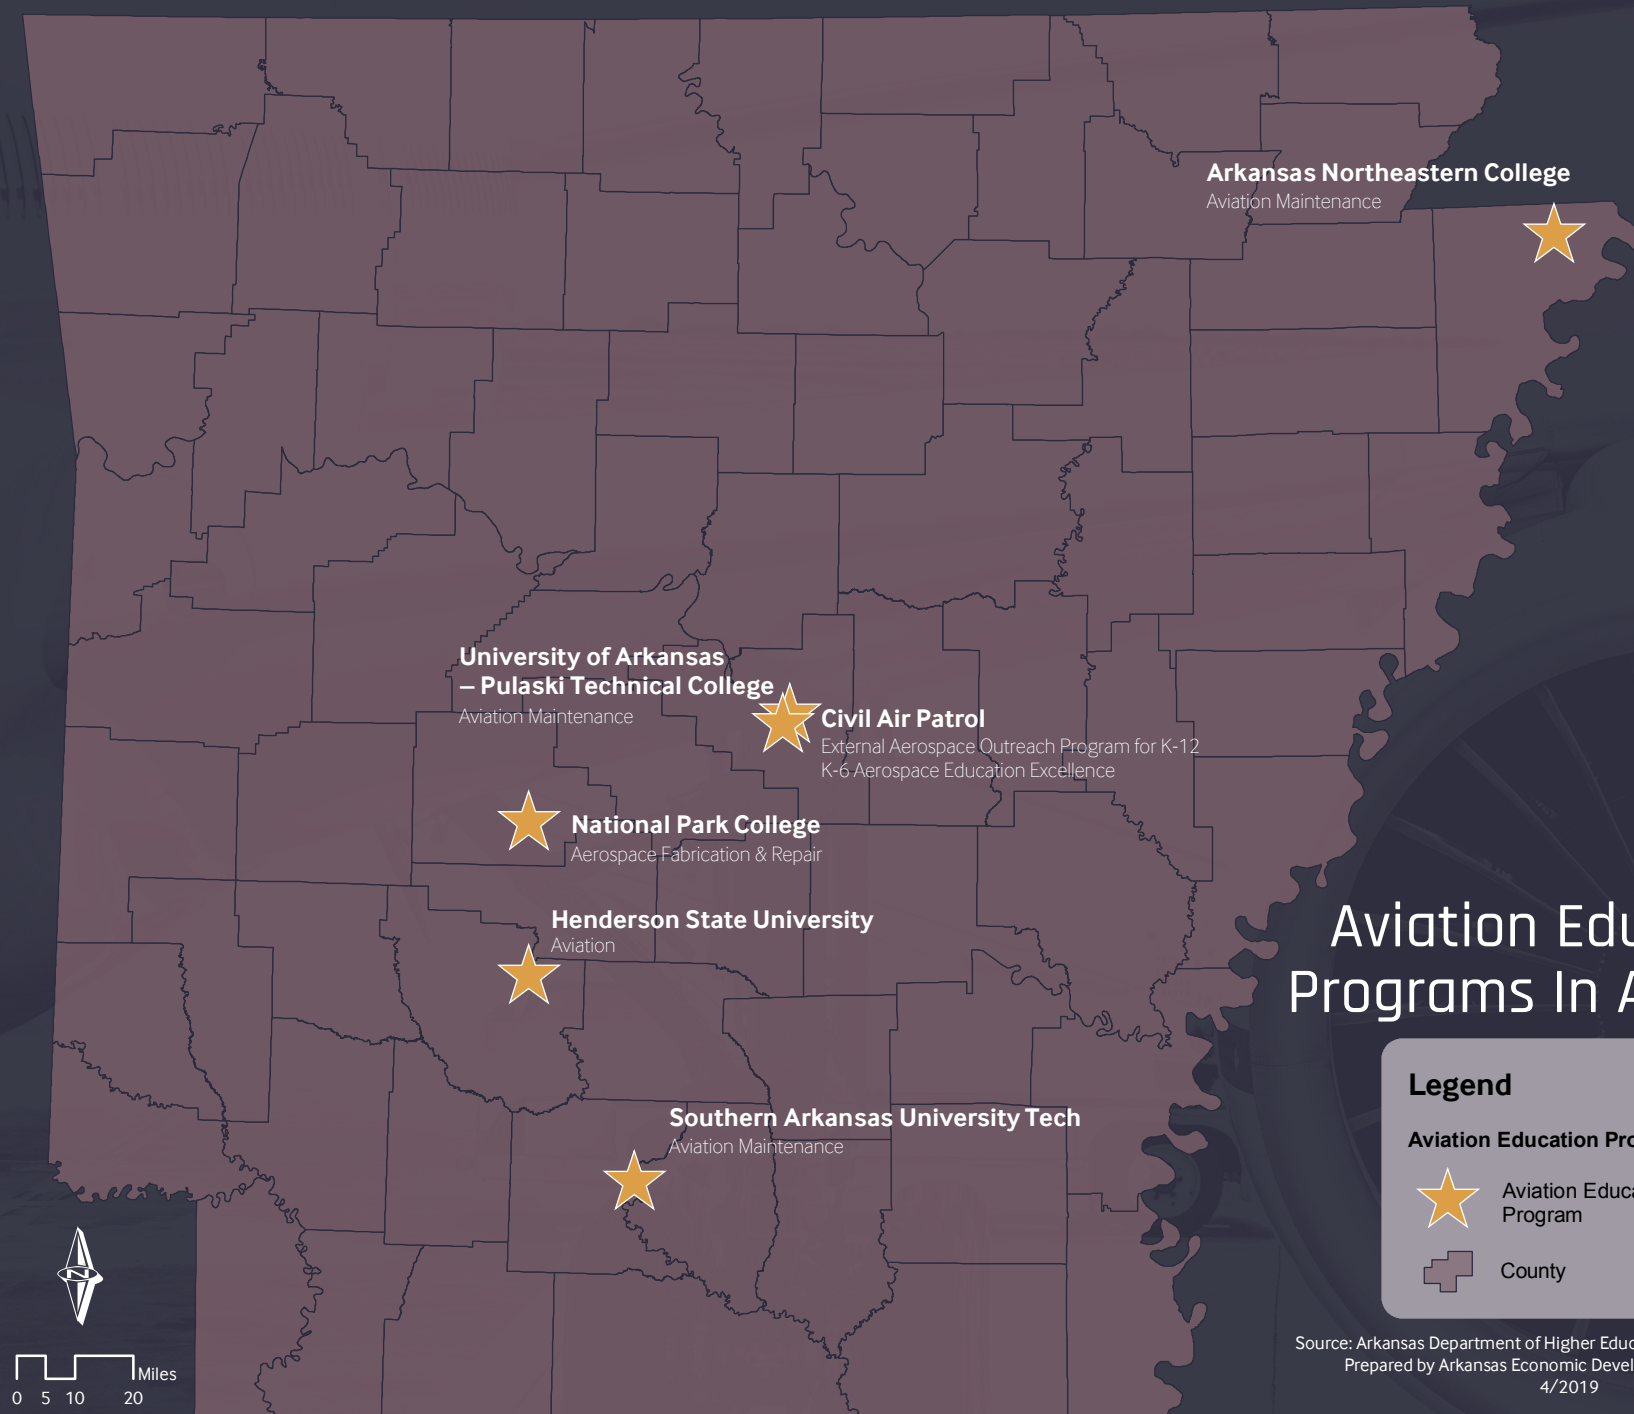 Arkansas Northeastern College
Aviation Maintenance
University of Arkansas
– Pulaski Technical College
Aviation Maintenance
Civil Air Patrol
External Aerospace Outreach Program for K-12
K-6 Aerospace Education Excellence
National Park College
Aerospace Fabrication & Repair
Henderson State University
Aviation
Southern Arkansas University Tech
Aviation Maintenance
Aviation Edu
Programs In A
Legend
Aviation Education Pro
Aviation Educa
Program
County
Source: Arkansas Department of Higher Educ
Prepared by Arkansas Economic Devel
4/2019
N
Miles
0 5 10 20